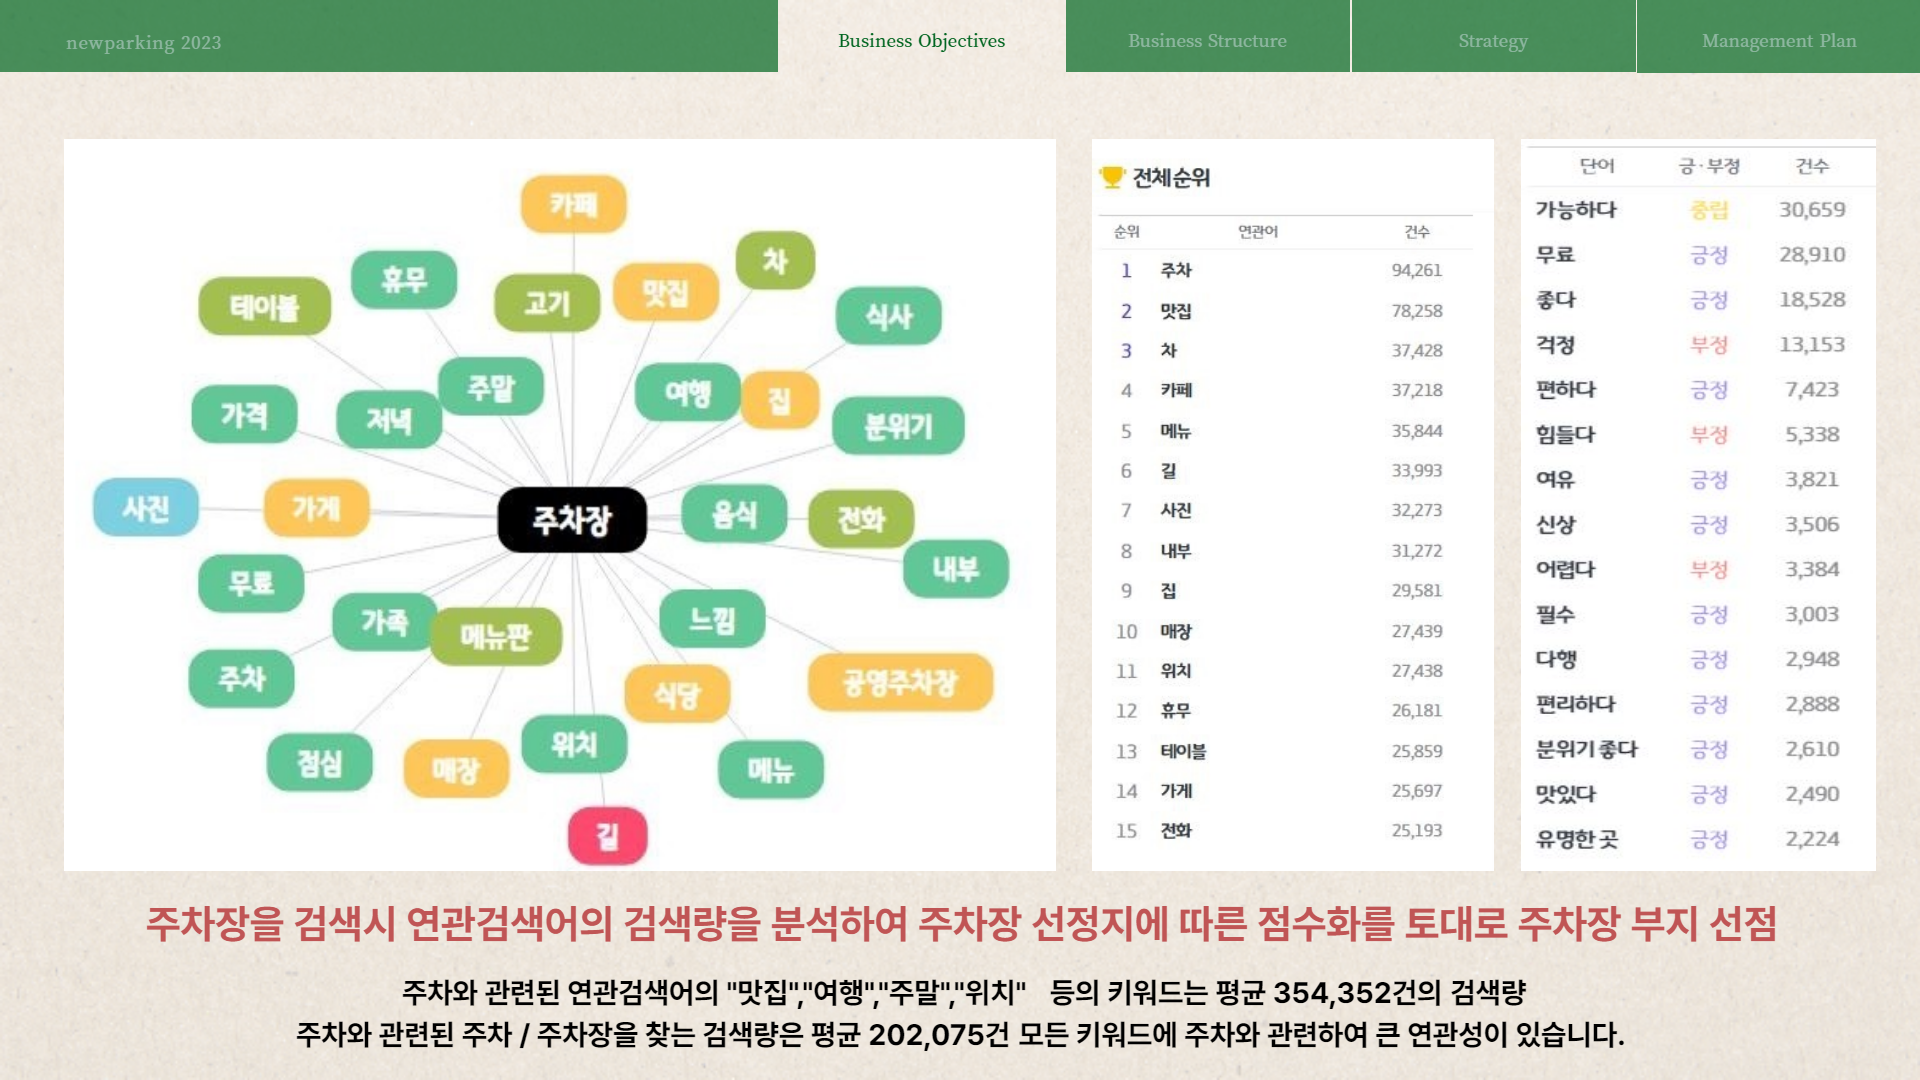 newparking 2023
Business Objectives
Business Structure
Strategy
Management Plan
카페
차
휴무
맛집
테이블
고기
식사
주말
여행
집
가격
저녁
분위기
사진
가게
주차장
음식
전화
내부
무료
가족
메뉴판
느낌
주차
식당
공영주차장
점심
매장
위치
메뉴
길
전체순위
순위 연관어 건수
1 주차 94,261
2 맛집 78,258
3 차 37,428
4 카페 37,218
5 메뉴 35,844
6 길 33,993
7 사진 32,273
8 내부 31,272
9 집 29,581
10 매장 27,439
11 위치 27,438
12 휴무 26,181
13 테이블 25,859
14 가게 25,697
15 전화 25,193
단어 긍·부정 건수
가능하다 중립 30,659
무료 긍정 28,910
좋다 긍정 18,528
걱정 부정 13,153
편하다 긍정 7,423
힘들다 부정 5,338
여유 긍정 3,821
신상 긍정 3,506
어렵다 부정 3,384
필수 긍정 3,003
다행 긍정 2,948
편리하다 긍정 2,888
분위기 좋다 긍정 2,610
맛있다 긍정 2,490
유명한 곳 긍정 2,224
주차장을 검색시 연관검색어의 검색량을 분석하여 주차장 선정지에 따른 점수화를 토대로 주차장 부지 선점
주차와 관련된 연관검색어의 "맛집","여행","주말","위치" 등의 키워드는 평균 354,352건의 검색량
주차와 관련된 주차 / 주차장을 찾는 검색량은 평균 202,075건 모든 키워드에 주차와 관련하여 큰 연관성이 있습니다.